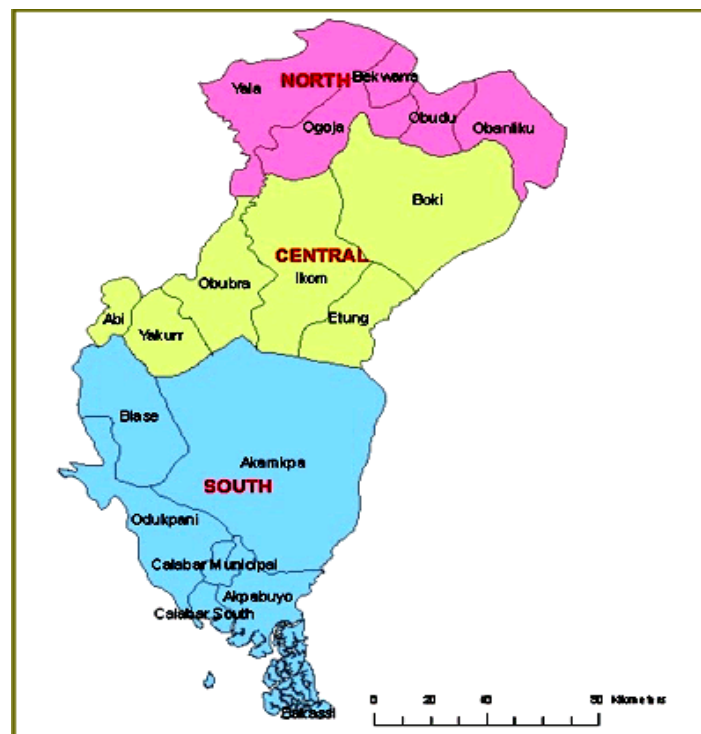 Yala
NORTH
Bekwarra
Ogoja
Obudu
Obanliku
Boki
CENTRAL
Ikom
Obubra
Etung
Abi
Yakurr
Biase
Akamkpa
SOUTH
Odukpani
Calabar Municipal
Akpabuyo
Calabar South
Bakassi
0 20 40 80 Kilometers